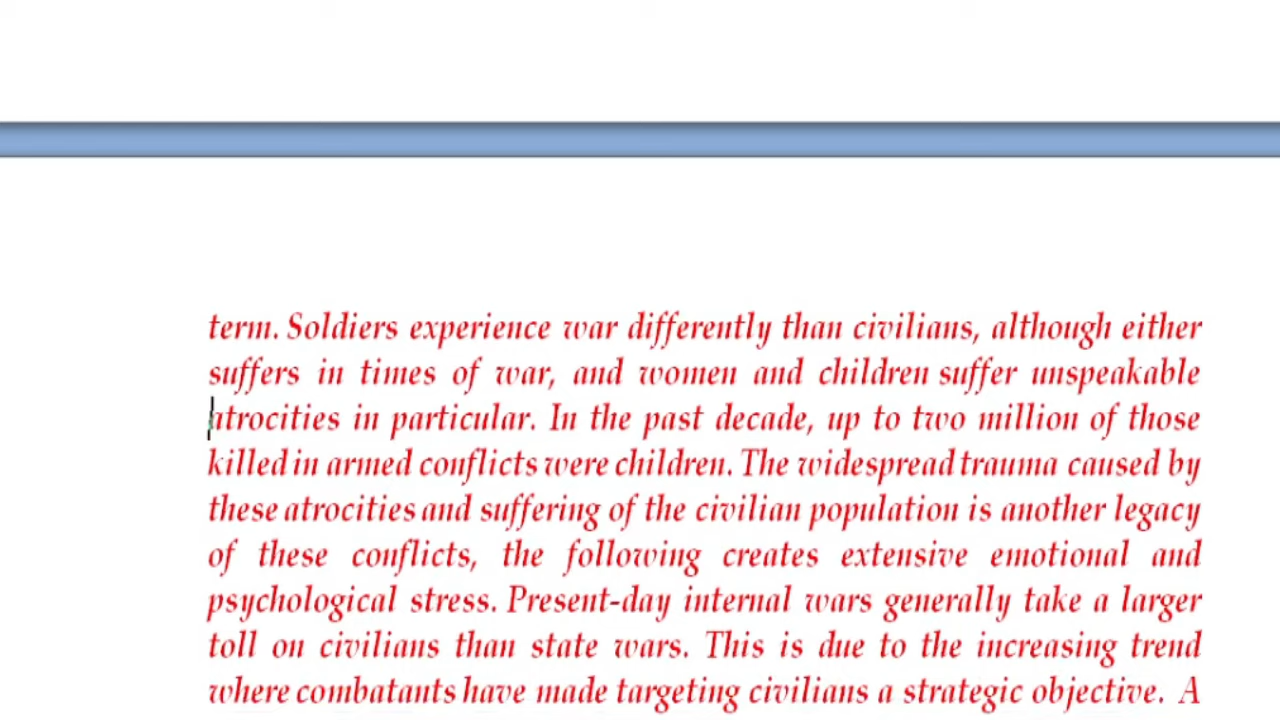 term. Soldiers experience war differently than civilians, although either
suffers in times of war, and women and children suffer unspeakable
atrocities in particular. In the past decade, up to two million of those
killed in armed conflicts were children. The widespread trauma caused by
these atrocities and suffering of the civilian population is another legacy
of these conflicts, the following creates extensive emotional and
psychological stress. Present-day internal wars generally take a larger
toll on civilians than state wars. This is due to the increasing trend
where combatants have made targeting civilians a strategic objective. A